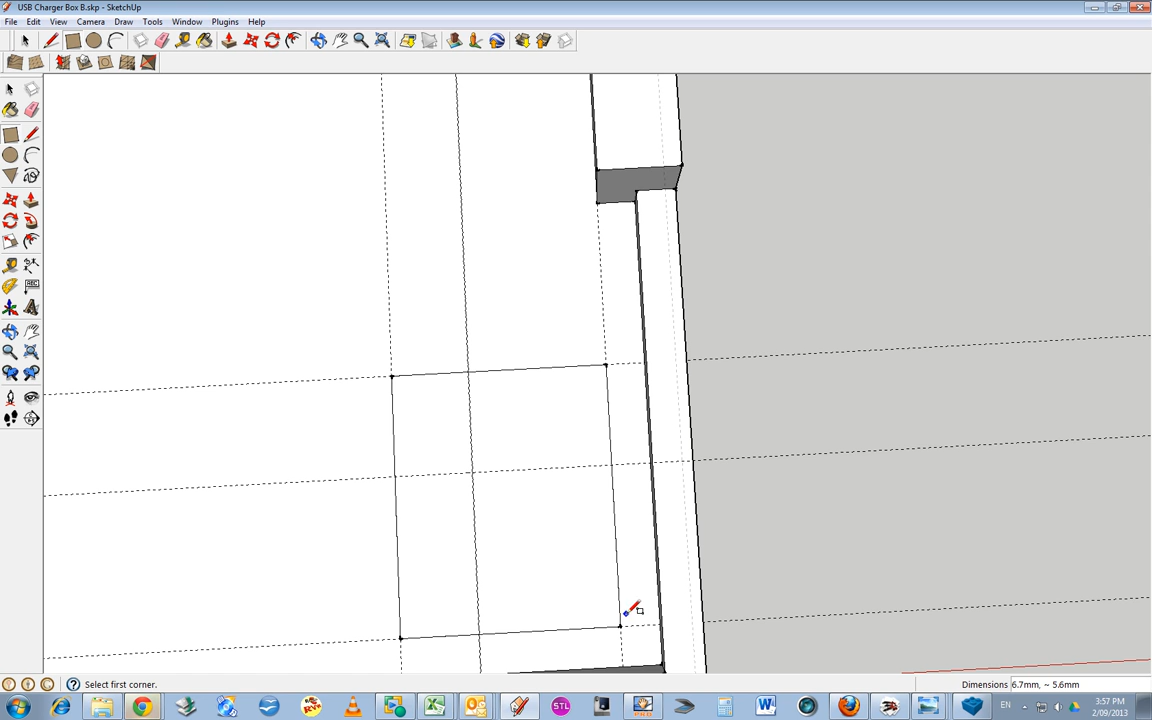 USB Charger Box B.skp - SketchUp
File Edit View Camera Draw Tools Window Plugins Help
Select first corner.
Dimensions 6.7mm, ~ 5.6mm
STL
EN
3:57 PM
2/09/2013